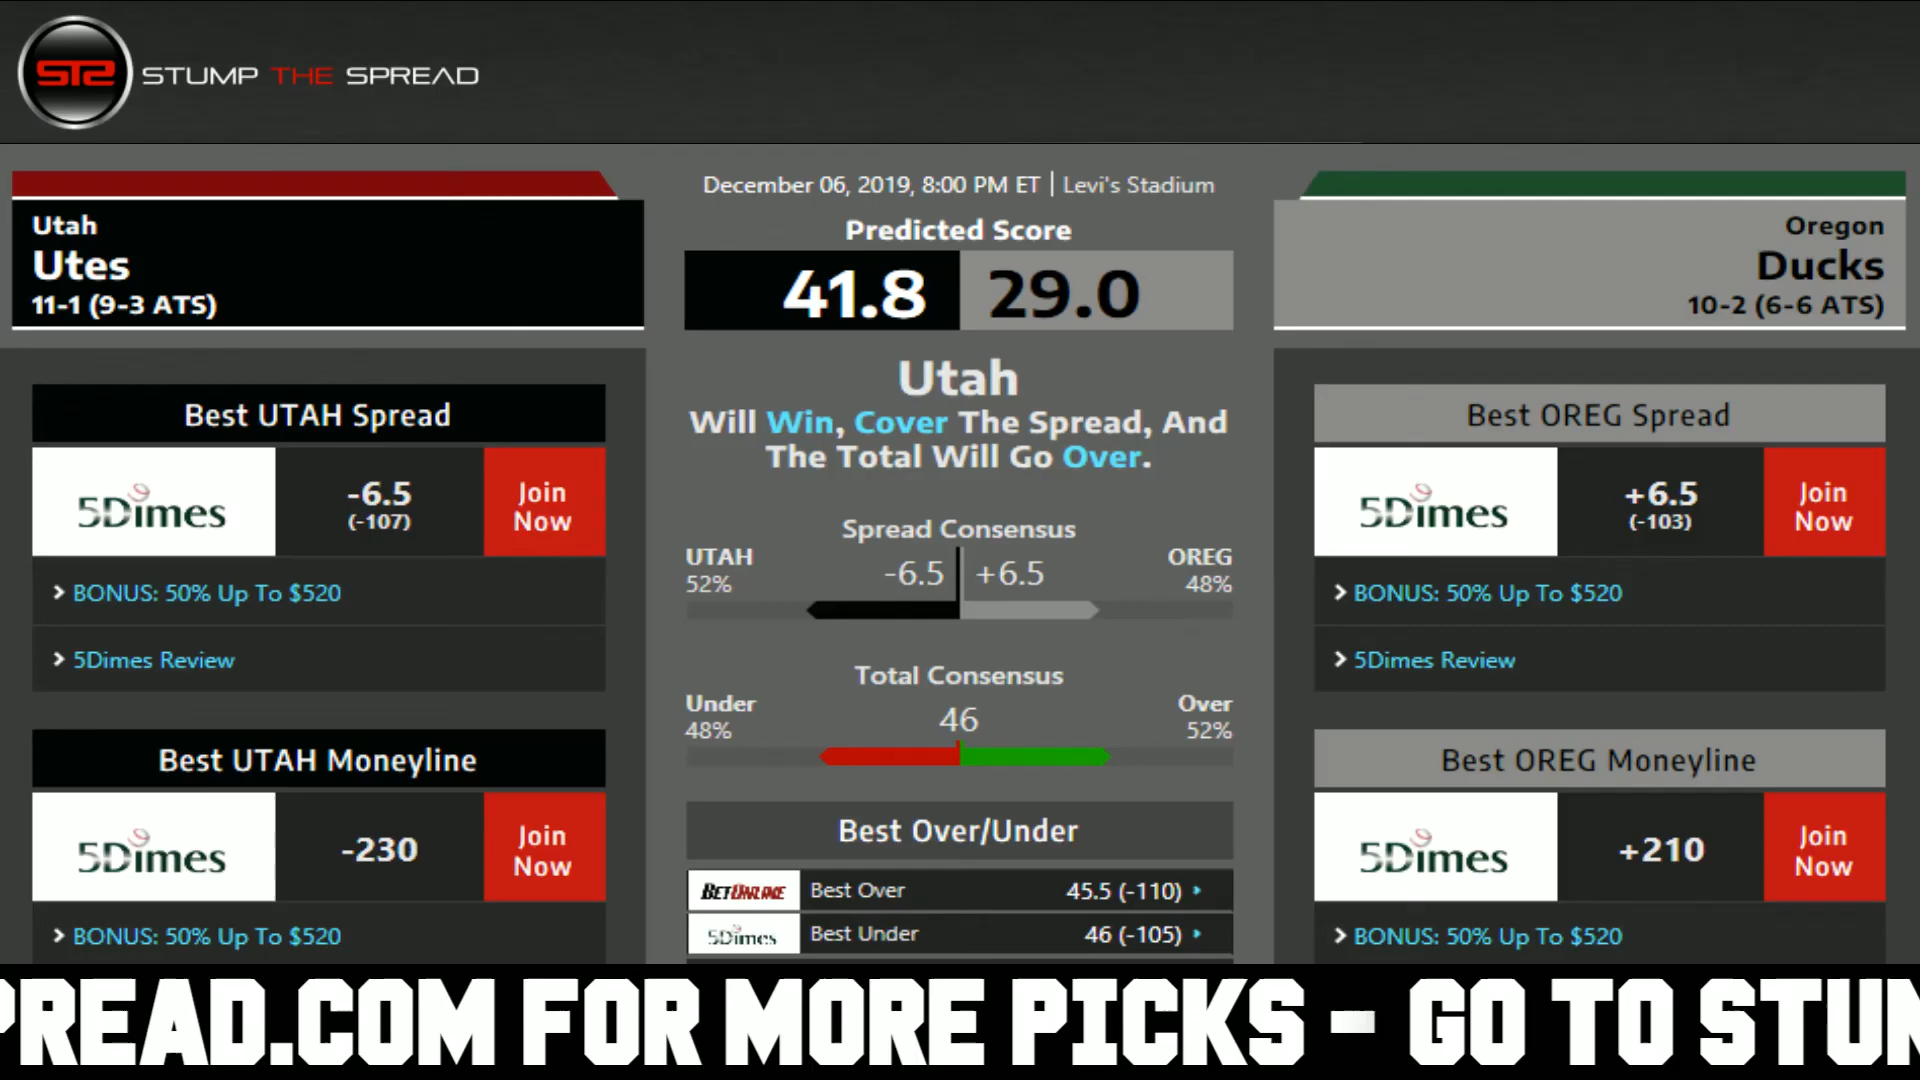 STS STUMP THE SPREAD
December 06, 2019, 8:00 PM ET | Levi's Stadium
Utah
Utes
11-1 (9-3 ATS)
Predicted Score
41.8 29.0
Oregon
Ducks
10-2 (6-6 ATS)
Utah
Will Win, Cover The Spread, And
The Total Will Go Over.
Best UTAH Spread
5Dimes
-6.5
(-107)
Join
Now
> BONUS: 50% Up To $520
> 5Dimes Review
Best UTAH Moneyline
5Dimes
-230
Join
Now
> BONUS: 50% Up To $520
Spread Consensus
UTAH
52%
-6.5 +6.5
OREG
48%
Total Consensus
Under
48%
46
Over
52%
Best Over/Under
BETONLINE Best Over 45.5 (-110)
5Dimes Best Under 46 (-105)
Best OREG Spread
5Dimes
+6.5
(-103)
Join
Now
> BONUS: 50% Up To $520
> 5Dimes Review
Best OREG Moneyline
5Dimes
+210
Join
Now
> BONUS: 50% Up To $520
PREAD.COM FOR MORE PICKS - GO TO STUM